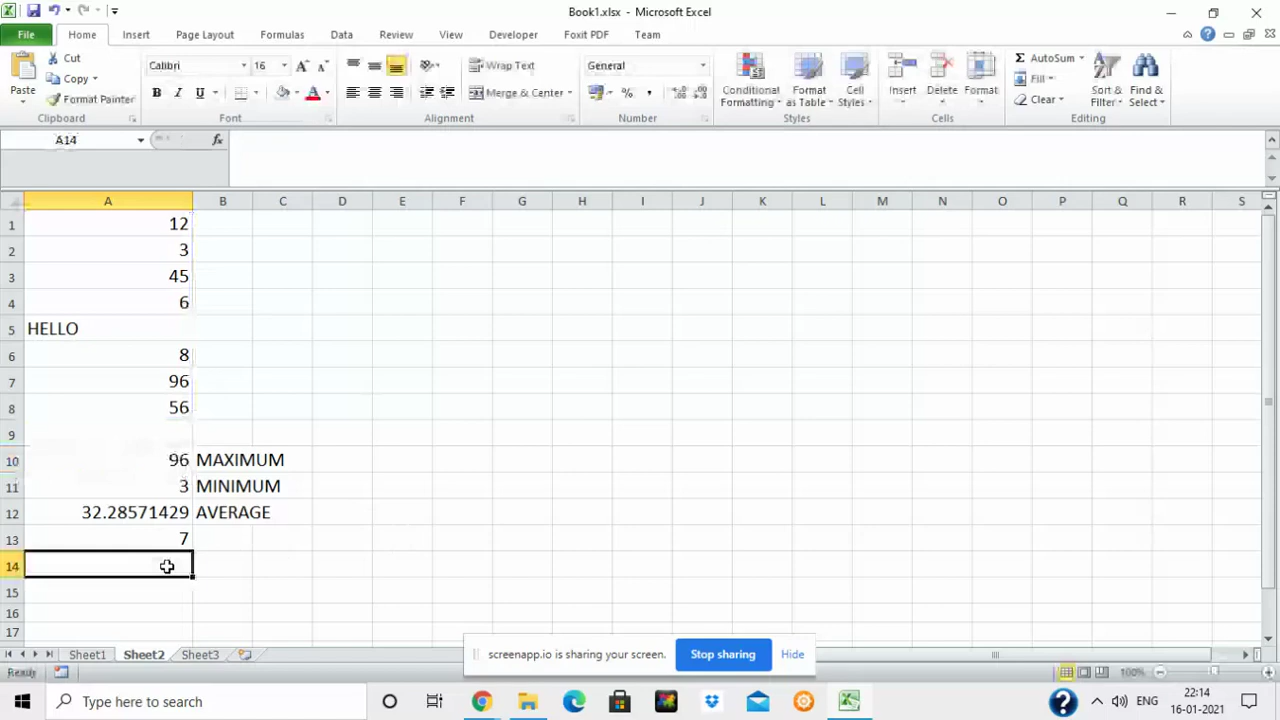 Book1.xlsx - Microsoft Excel
File Home Insert Page Layout Formulas Data Review View Developer Foxit PDF Team
Paste
Cut
Copy
Format Painter
Clipboard
Calibri 16
B I U
Font
Wrap Text
Merge & Center
Alignment
General
%
Number
Conditional Formatting
Format as Table
Cell Styles
Styles
Insert
Delete
Format
Cells
Σ AutoSum
Fill
Clear
Sort & Filter
Find & Select
Editing
A14 fx
A B C D E F G H I J K L M N O P Q R S
1 12
2 3
3 45
4 6
5 HELLO
6 8
7 96
8 56
9
10 96 MAXIMUM
11 3 MINIMUM
12 32.28571429 AVERAGE
13 7
14
15
16
17
screenapp.io is sharing your screen. Stop sharing Hide
Sheet1 Sheet2 Sheet3
Ready 100%
Type here to search
ENG
22:14
16-01-2021